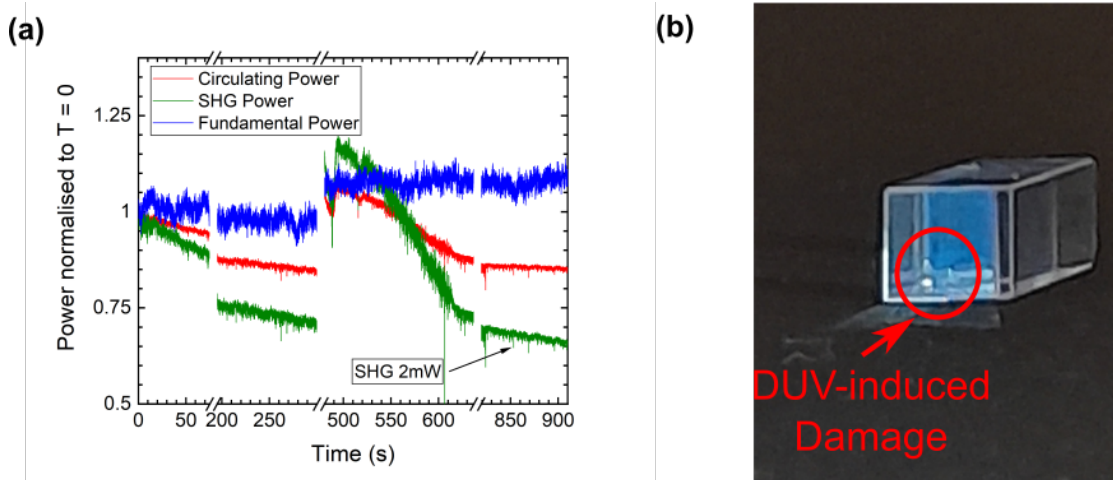 (a)
(b)
Power normalised to T = 0
1.25
1
0.75
0.5
Circulating Power
SHG Power
Fundamental Power
SHG 2mW
0 50 200 250 500 550 600 850 900
Time (s)
DUV-induced
Damage